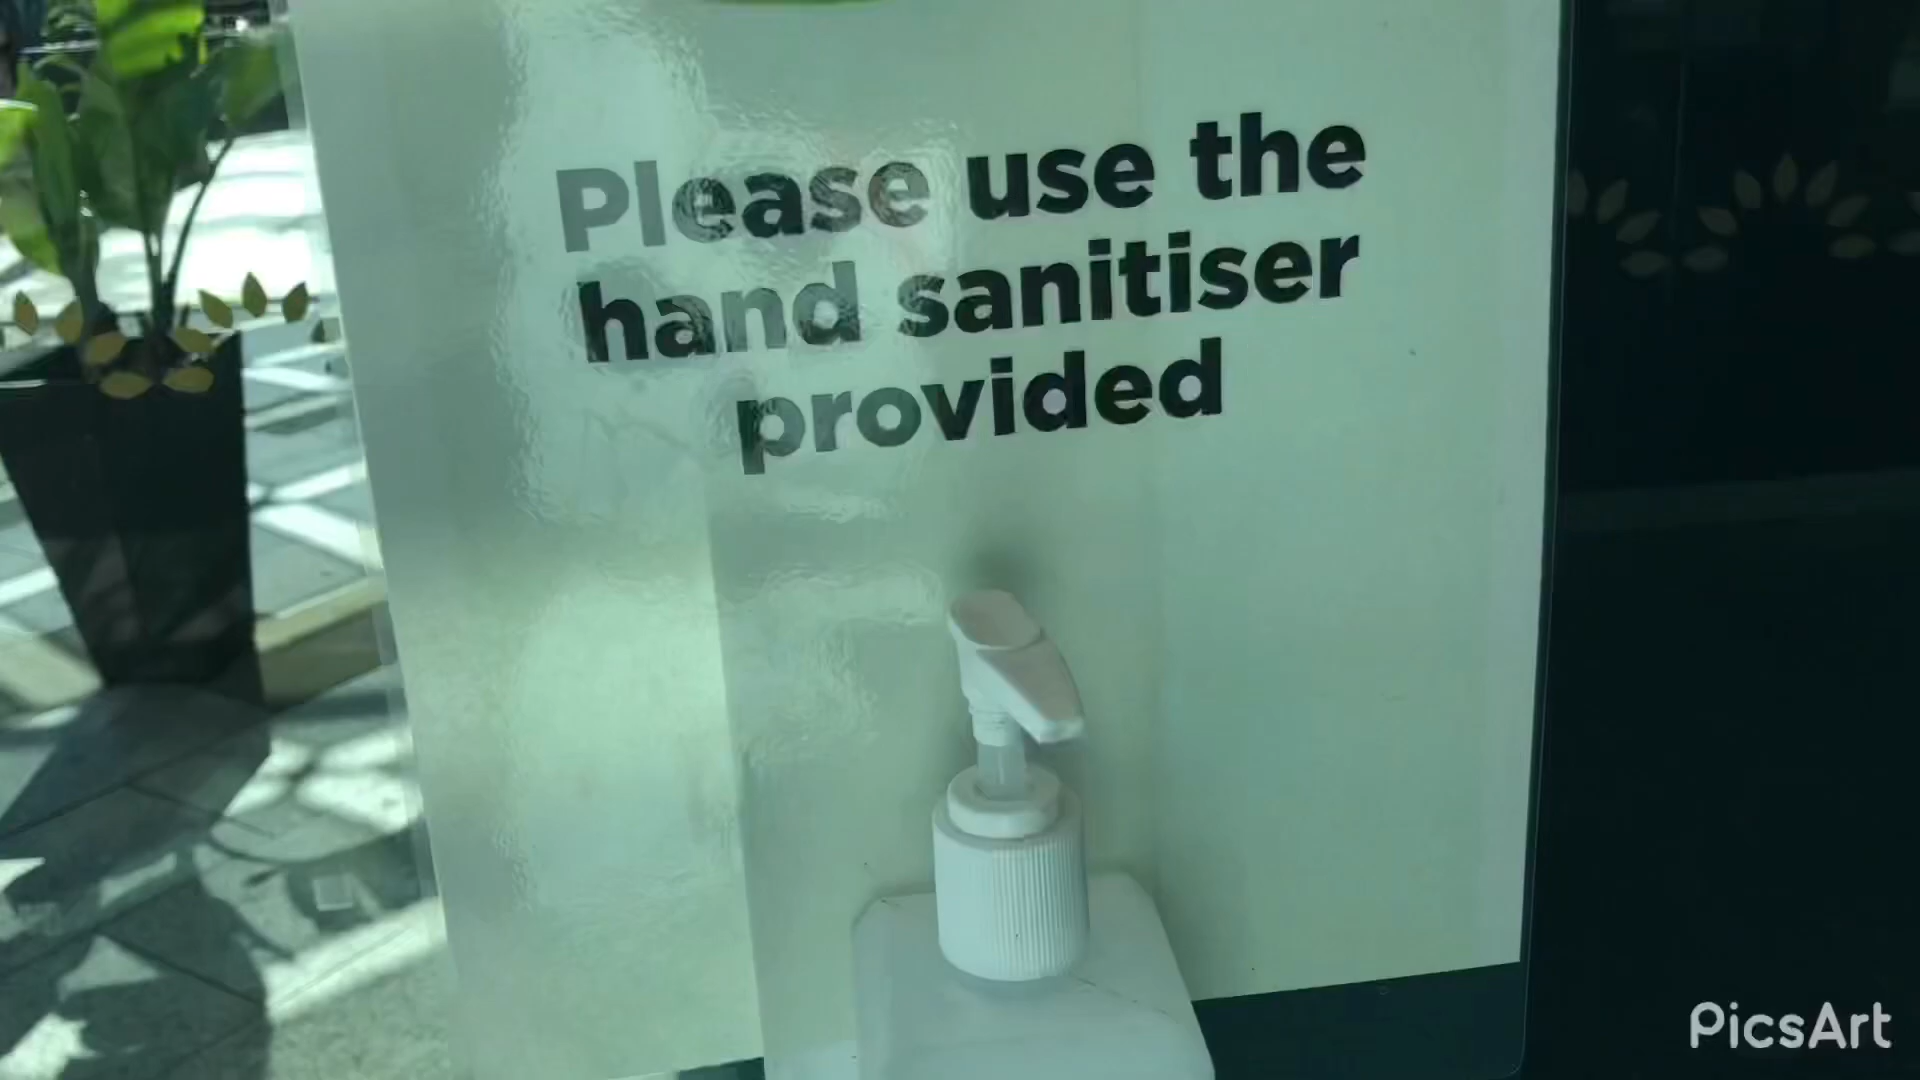 Please use the
hand sanitiser
provided
PicsArt